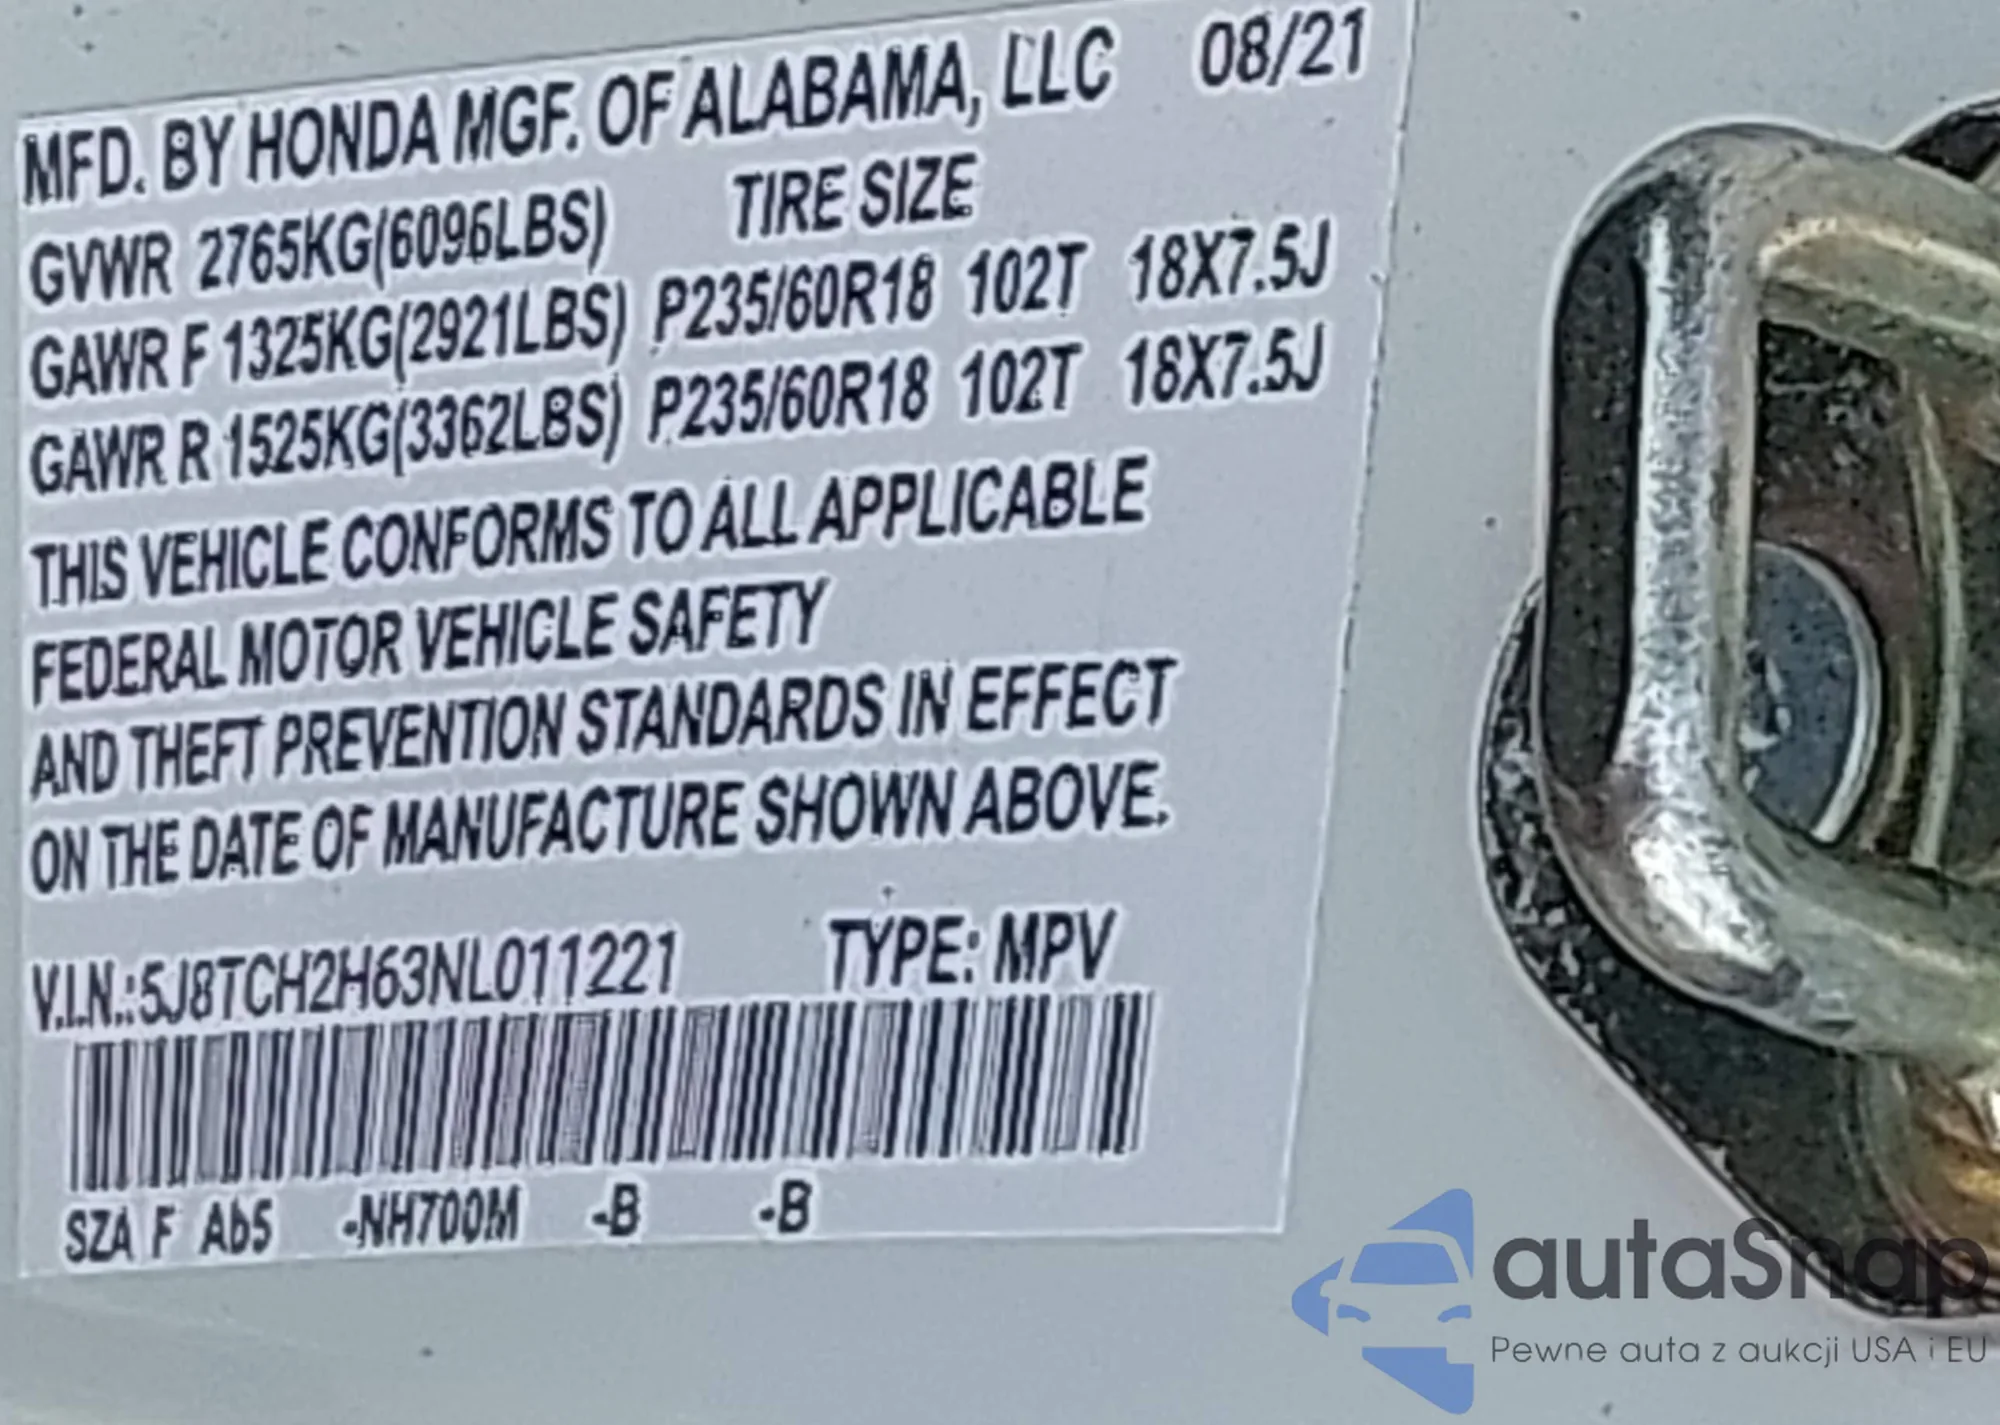 MFD. BY HONDA MGF. OF ALABAMA, LLC 08/21
GVWR 2765KG(6096LBS) TIRE SIZE
GAWR F 1325KG(2921LBS) P235/60R18 102T 18X7.5J
GAWR R 1525KG(3362LBS) P235/60R18 102T 18X7.5J
THIS VEHICLE CONFORMS TO ALL APPLICABLE
FEDERAL MOTOR VEHICLE SAFETY
AND THEFT PREVENTION STANDARDS IN EFFECT
ON THE DATE OF MANUFACTURE SHOWN ABOVE.
V.I.N.:5J8TCH2H63NL011221 TYPE: MPV
SZA F Ab5 -NH700M -B -B
autaSnap
Pewne auta z aukcji USA i EU